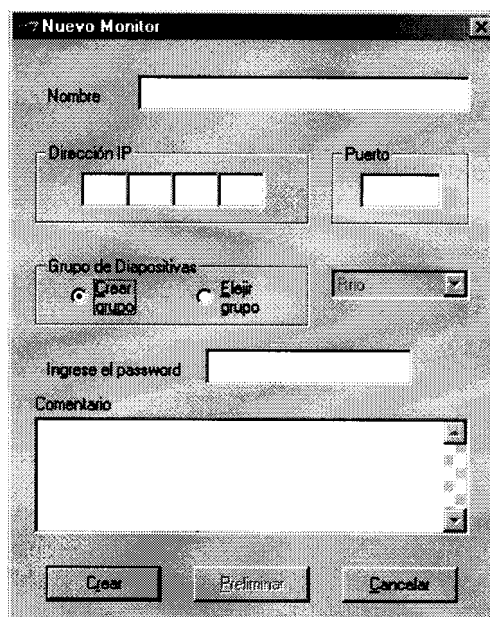 Nuevo Monitor
Nombre
Dirección IP
Puerto
Grupo de Diapositivas
Crear grupo
Elejir grupo
Ingrese el password
Comentario
Crear
Preliminar
Cancelar